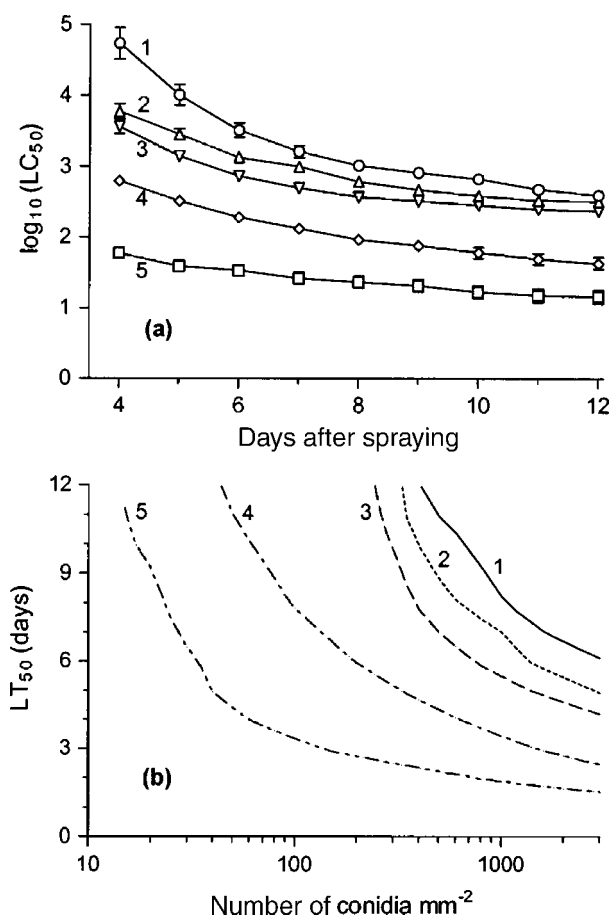 5
4
3
2
1
0
log10 (LC50)
1
2
3
4
5
(a)
4 6 8 10 12
Days after spraying
12
9
6
3
0
LT50 (days)
5 4 3 2 1
(b)
10 100 1000
Number of conidia mm-2